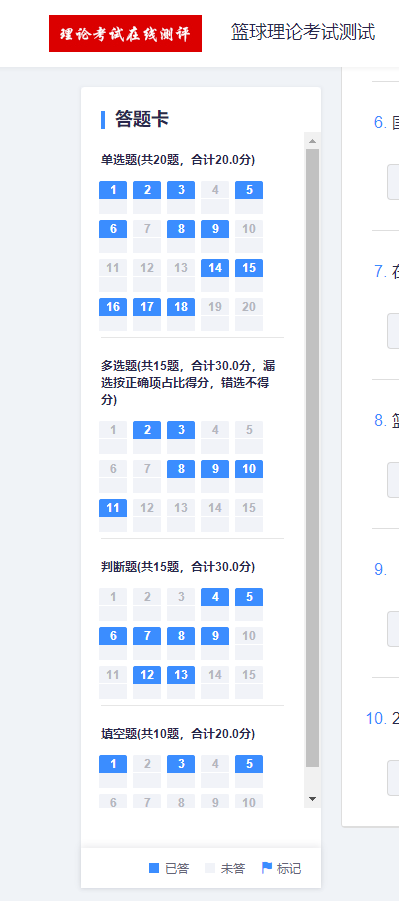 理论考试在线测评
篮球理论考试测试
答题卡
单选题(共20题，合计20.0分)
1 2 3 4 5
6 7 8 9 10
11 12 13 14 15
16 17 18 19 20
多选题(共15题，合计30.0分，漏
选按正确项占比得分，错选不得
分)
1 2 3 4 5
6 7 8 9 10
11 12 13 14 15
判断题(共15题，合计30.0分)
1 2 3 4 5
6 7 8 9 10
11 12 13 14 15
填空题(共10题，合计20.0分)
1 2 3 4 5
6 7 8 9 10
已答 未答 标记
6.
7. 在
8. 篮
9.
10. 2